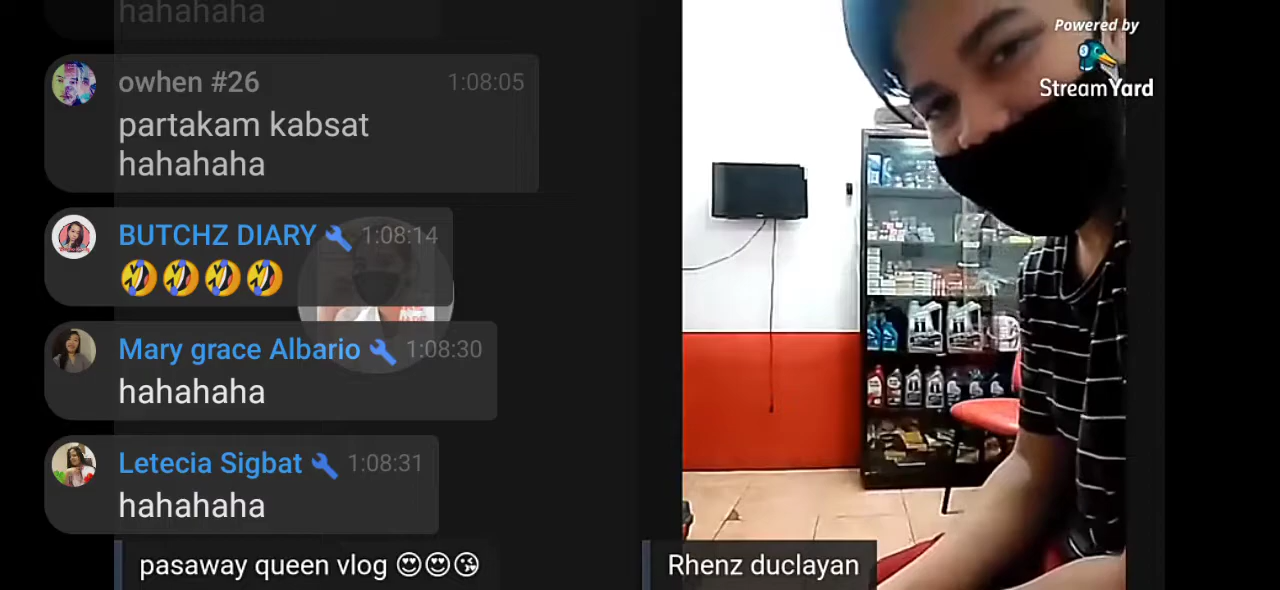 hahahaha
owhen #26 1:08:05
partakam kabsat
hahahaha
BUTCHZ DIARY 1:08:14
🤣🤣🤣🤣
Mary grace Albario 1:08:30
hahahaha
Letecia Sigbat 1:08:31
hahahaha
pasaway queen vlog 😍😍😘
Powered by
StreamYard
Rhenz duclayan